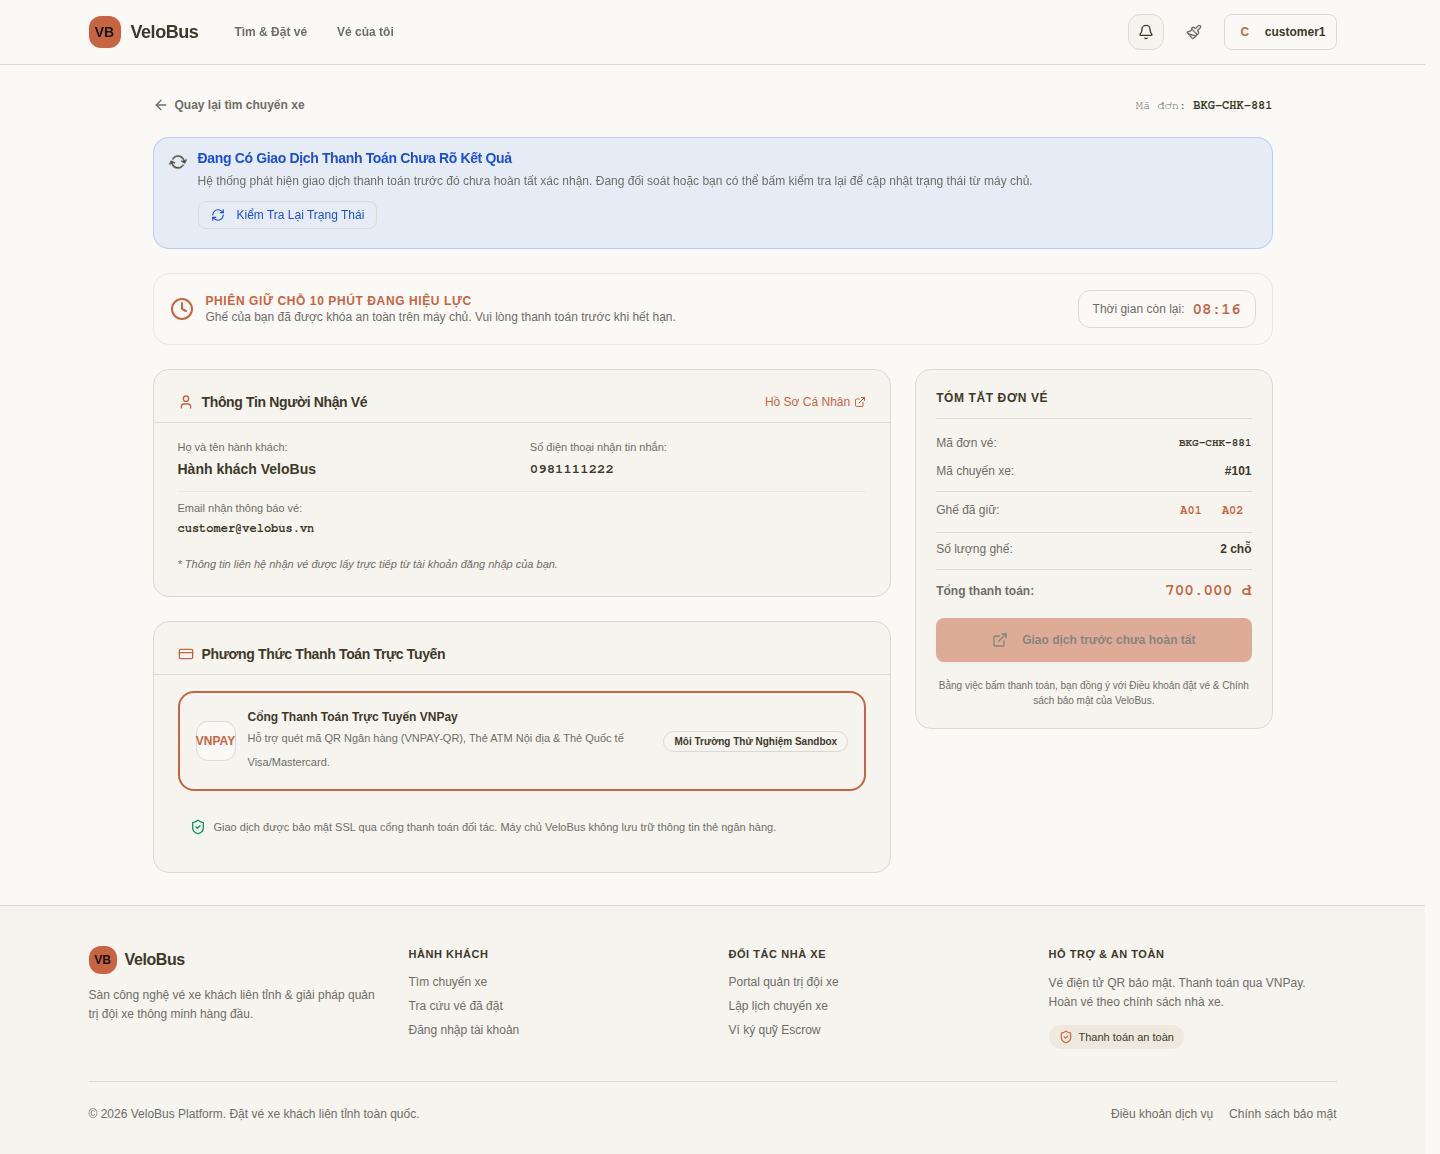 VB VeloBus Tìm & Đặt vé Vé của tôi C customer1
Quay lại tìm chuyến xe Mã đơn: BKG-CHK-881
Đang Có Giao Dịch Thanh Toán Chưa Rõ Kết Quả
Hệ thống phát hiện giao dịch thanh toán trước đó chưa hoàn tất xác nhận. Đang đối soát hoặc bạn có thể bấm kiểm tra lại để cập nhật trạng thái từ máy chủ.
Kiểm Tra Lại Trạng Thái
PHIÊN GIỮ CHỖ 10 PHÚT ĐANG HIỆU LỰC
Ghế của bạn đã được khóa an toàn trên máy chủ. Vui lòng thanh toán trước khi hết hạn.
Thời gian còn lại: 08:16
Thông Tin Người Nhận Vé Hồ Sơ Cá Nhân
Họ và tên hành khách: Số điện thoại nhận tin nhắn:
Hành khách VeloBus 0981111222
Email nhận thông báo vé:
customer@velobus.vn
* Thông tin liên hệ nhận vé được lấy trực tiếp từ tài khoản đăng nhập của bạn.
Phương Thức Thanh Toán Trực Tuyến
VNPAY
Cổng Thanh Toán Trực Tuyến VNPay
Hỗ trợ quét mã QR Ngân hàng (VNPAY-QR), Thẻ ATM Nội địa & Thẻ Quốc tế
Visa/Mastercard.
Môi Trường Thử Nghiệm Sandbox
Giao dịch được bảo mật SSL qua cổng thanh toán đối tác. Máy chủ VeloBus không lưu trữ thông tin thẻ ngân hàng.
TÓM TẮT ĐƠN VÉ
Mã đơn vé: BKG-CHK-881
Mã chuyến xe: #101
Ghế đã giữ: A01 A02
Số lượng ghế: 2 chỗ
Tổng thanh toán: 700.000 đ
Giao dịch trước chưa hoàn tất
Bằng việc bấm thanh toán, bạn đồng ý với Điều khoản đặt vé & Chính
sách bảo mật của VeloBus.
VB VeloBus
Sàn công nghệ vé xe khách liên tỉnh & giải pháp quản
trị đội xe thông minh hàng đầu.
HÀNH KHÁCH
Tìm chuyến xe
Tra cứu vé đã đặt
Đăng nhập tài khoản
ĐỐI TÁC NHÀ XE
Portal quản trị đội xe
Lập lịch chuyến xe
Ví ký quỹ Escrow
HỖ TRỢ & AN TOÀN
Vé điện tử QR bảo mật. Thanh toán qua VNPay.
Hoàn vé theo chính sách nhà xe.
Thanh toán an toàn
© 2026 VeloBus Platform. Đặt vé xe khách liên tỉnh toàn quốc.
Điều khoản dịch vụ Chính sách bảo mật